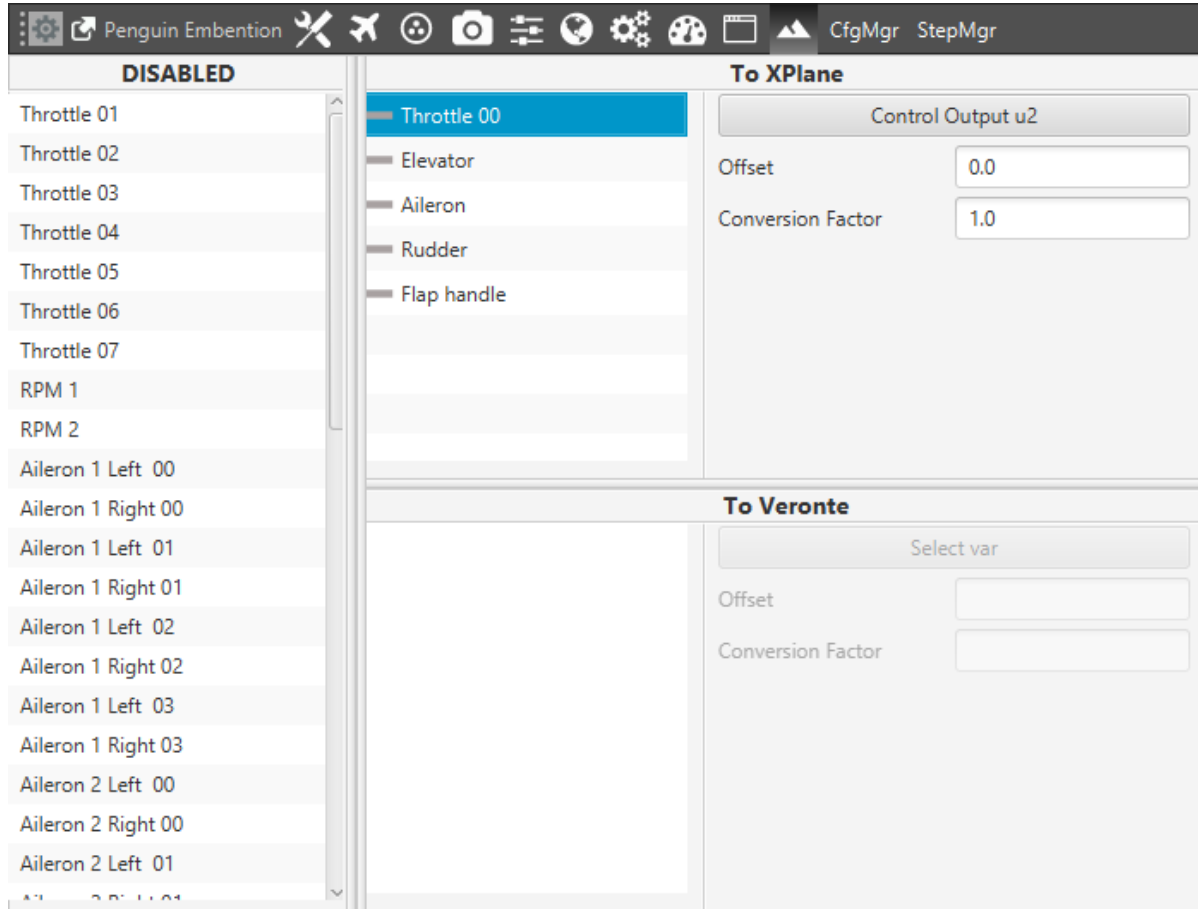 Penguin Embention CfgMgr StepMgr
DISABLED
Throttle 01
Throttle 02
Throttle 03
Throttle 04
Throttle 05
Throttle 06
Throttle 07
RPM 1
RPM 2
Aileron 1 Left 00
Aileron 1 Right 00
Aileron 1 Left 01
Aileron 1 Right 01
Aileron 1 Left 02
Aileron 1 Right 02
Aileron 1 Left 03
Aileron 1 Right 03
Aileron 2 Left 00
Aileron 2 Right 00
Aileron 2 Left 01
To XPlane
Throttle 00
Elevator
Aileron
Rudder
Flap handle
Control Output u2
Offset 0.0
Conversion Factor 1.0
To Veronte
Select var
Offset
Conversion Factor